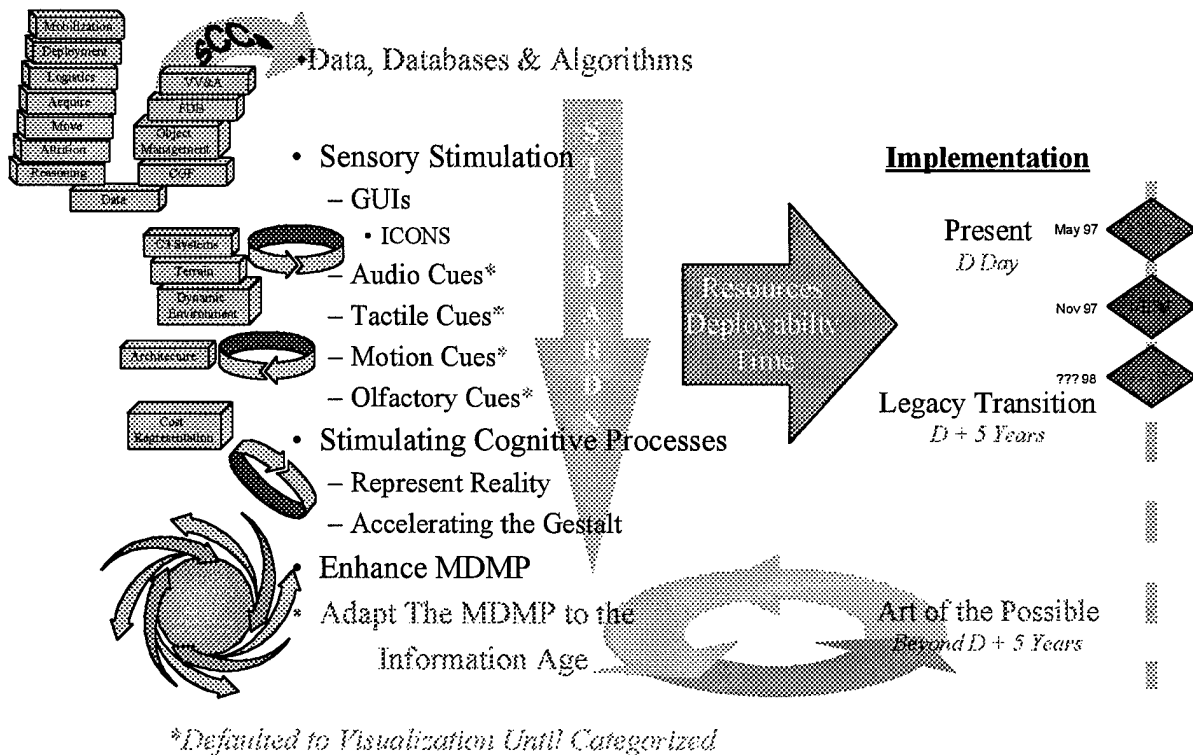 Mobilization
Deployment
Logistics
Acquire
Move
Attrition
Reasoning
Data
SCCs
VV&A
FDB
Object
Management
CGF
•Data, Databases & Algorithms
STANDARDS
• Sensory Stimulation
– GUIs
• ICONS
– Audio Cues*
– Tactile Cues*
– Motion Cues*
– Olfactory Cues*
• Stimulating Cognitive Processes
– Represent Reality
– Accelerating the Gestalt
• Enhance MDMP
* Adapt The MDMP to the
Information Age
C4 Systems
Terrain
Dynamic
Environment
Architecture
Cost
Representation
Resources
Deployability
Time
Implementation
Present
D Day
May 97
Nov 97
??? 98
Legacy Transition
D + 5 Years
Art of the Possible
Beyond D + 5 Years
*Defaulted to Visualization Until Categorized